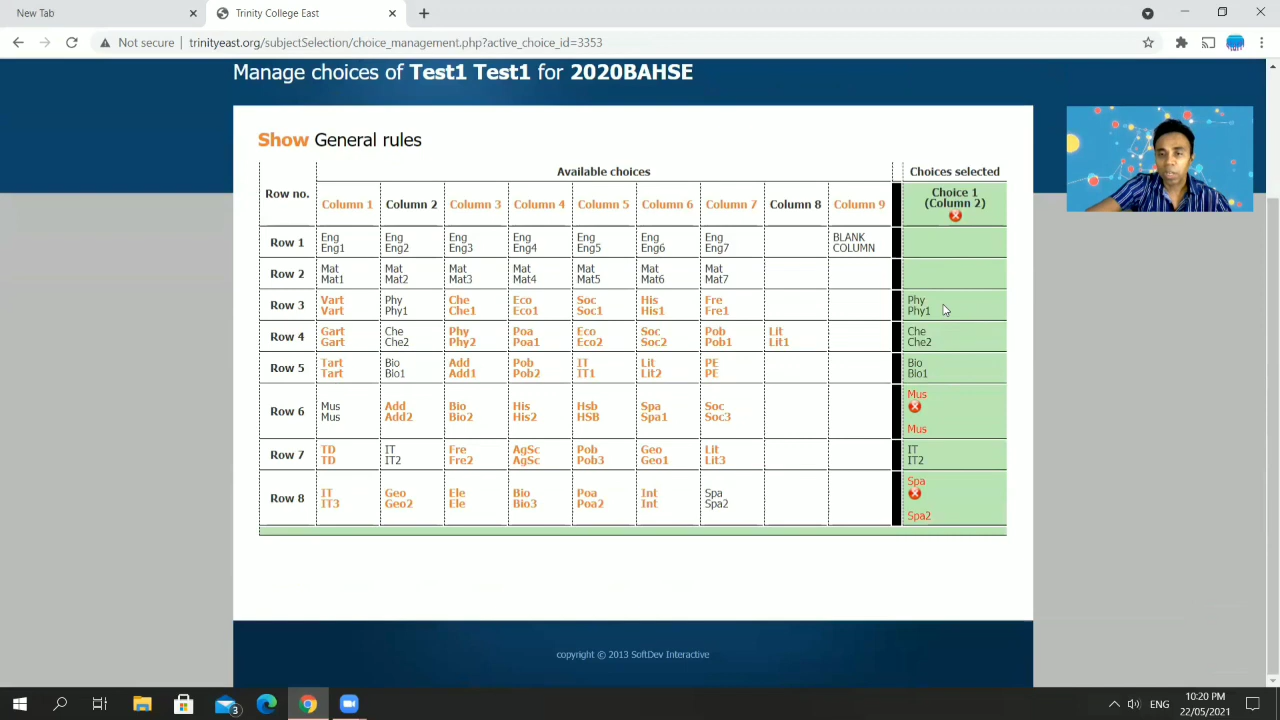 New Tab
Trinity College East
Not secure
trinityeast.org/subjectSelection/choice_management.php?active_choice_id=3353
Manage choices of Test1 Test1 for 2020BAHSE
Show General rules
Row no. Available choices Choices selected
Column 1 Column 2 Column 3 Column 4 Column 5 Column 6 Column 7 Column 8 Column 9 Choice 1
(Column 2)
Row 1 Eng Eng Eng Eng Eng Eng Eng BLANK
Eng1 Eng2 Eng3 Eng4 Eng5 Eng6 Eng7 COLUMN
Row 2 Mat Mat Mat Mat Mat Mat Mat
Mat1 Mat2 Mat3 Mat4 Mat5 Mat6 Mat7
Row 3 Vart Phy Che Eco Soc His Fre Phy
Vart Phy1 Che1 Eco1 Soc1 His1 Fre1 Phy1
Row 4 Gart Che Phy Poa Eco Soc Pob Lit Che
Gart Che2 Phy2 Poa1 Eco2 Soc2 Pob1 Lit1 Che2
Row 5 Tart Bio Add Pob IT Lit PE Bio
Tart Bio1 Add1 Pob2 IT1 Lit2 PE Bio1
Row 6 Mus Add Bio His Hsb Spa Soc Mus
Mus Add2 Bio2 His2 HSB Spa1 Soc3 Mus
Row 7 TD IT Fre AgSc Pob Geo Lit IT
TD IT2 Fre2 AgSc Pob3 Geo1 Lit3 IT2
Row 8 IT Geo Ele Bio Poa Int Spa Spa
IT3 Geo2 Ele Bio3 Poa2 Int Spa2 Spa2
copyright © 2013 SoftDev Interactive
3
ENG
10:20 PM
22/05/2021